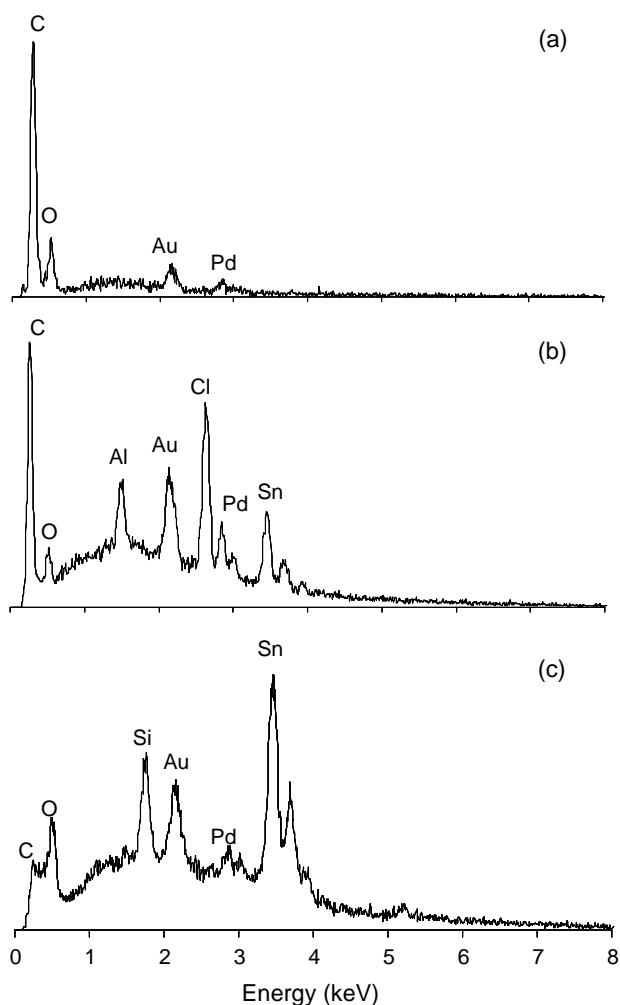 C
(a)
O
Au
Pd
C
(b)
Cl
Al
Au
Pd
Sn
O
Sn
(c)
Si
Au
O
Pd
C
0 1 2 3 4 5 6 7 8
Energy (keV)